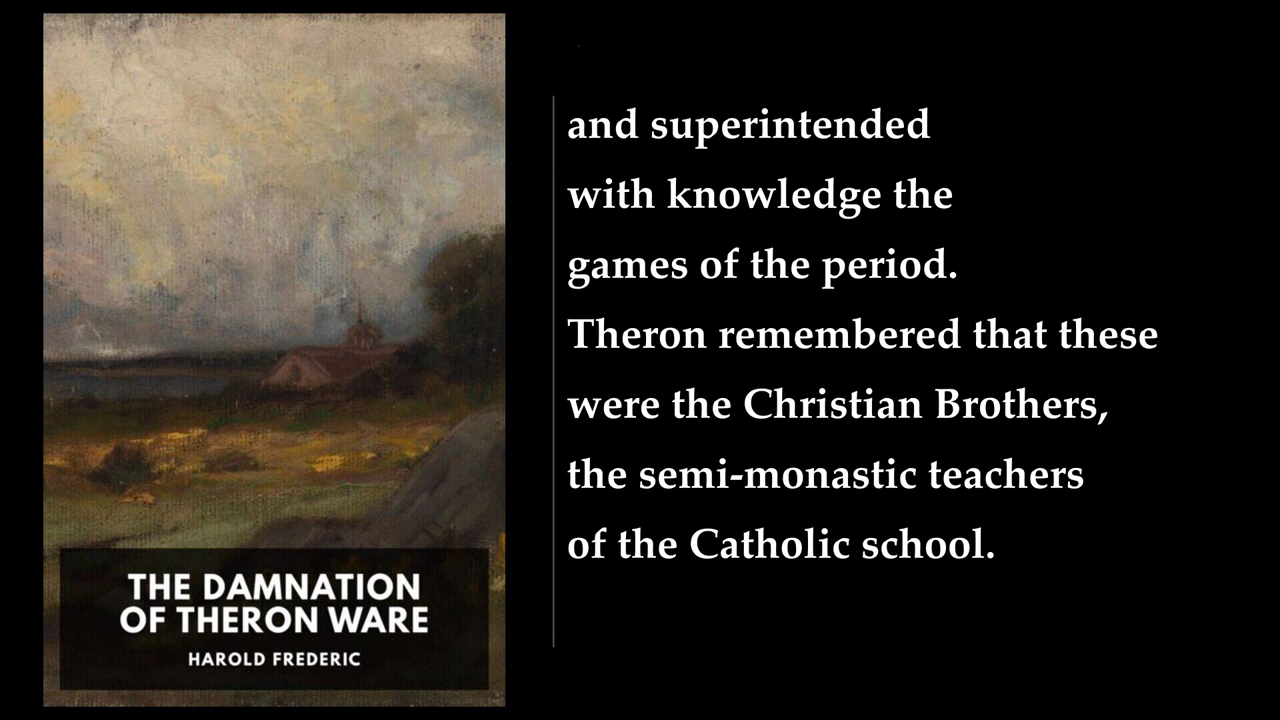 and superintended
with knowledge the
games of the period.
Theron remembered that these
were the Christian Brothers,
the semi-monastic teachers
of the Catholic school.
THE DAMNATION
OF THERON WARE
HAROLD FREDERIC